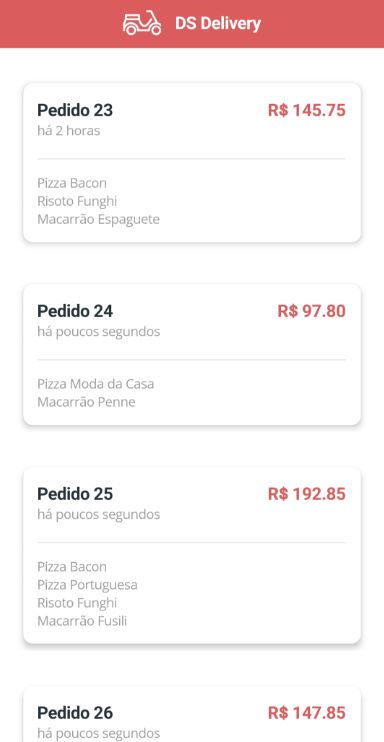 DS Delivery
Pedido 23
R$ 145.75
há 2 horas
Pizza Bacon
Risoto Funghi
Macarrão Espaguete
Pedido 24
R$ 97.80
há poucos segundos
Pizza Moda da Casa
Macarrão Penne
Pedido 25
R$ 192.85
há poucos segundos
Pizza Bacon
Pizza Portuguesa
Risoto Funghi
Macarrão Fusili
Pedido 26
R$ 147.85
há poucos segundos